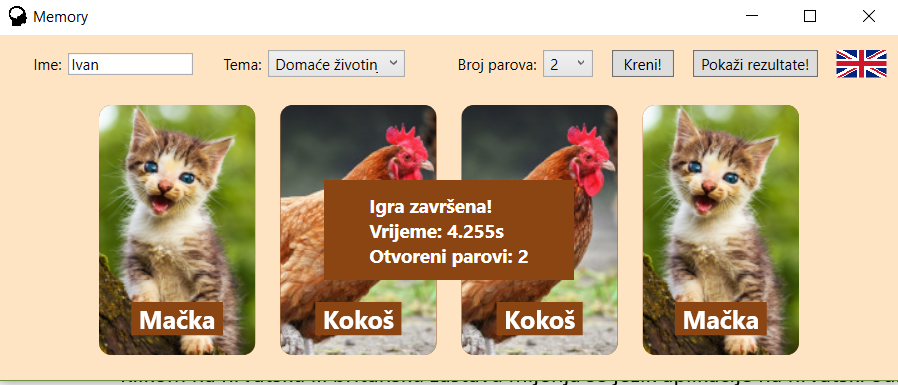 Memory
Ime: Ivan Tema: Domaće životin Broj parova: 2 Kreni! Pokaži rezultate!
Igra završena!
Vrijeme: 4.255s
Otvoreni parovi: 2
Mačka Kokoš Kokoš Mačka